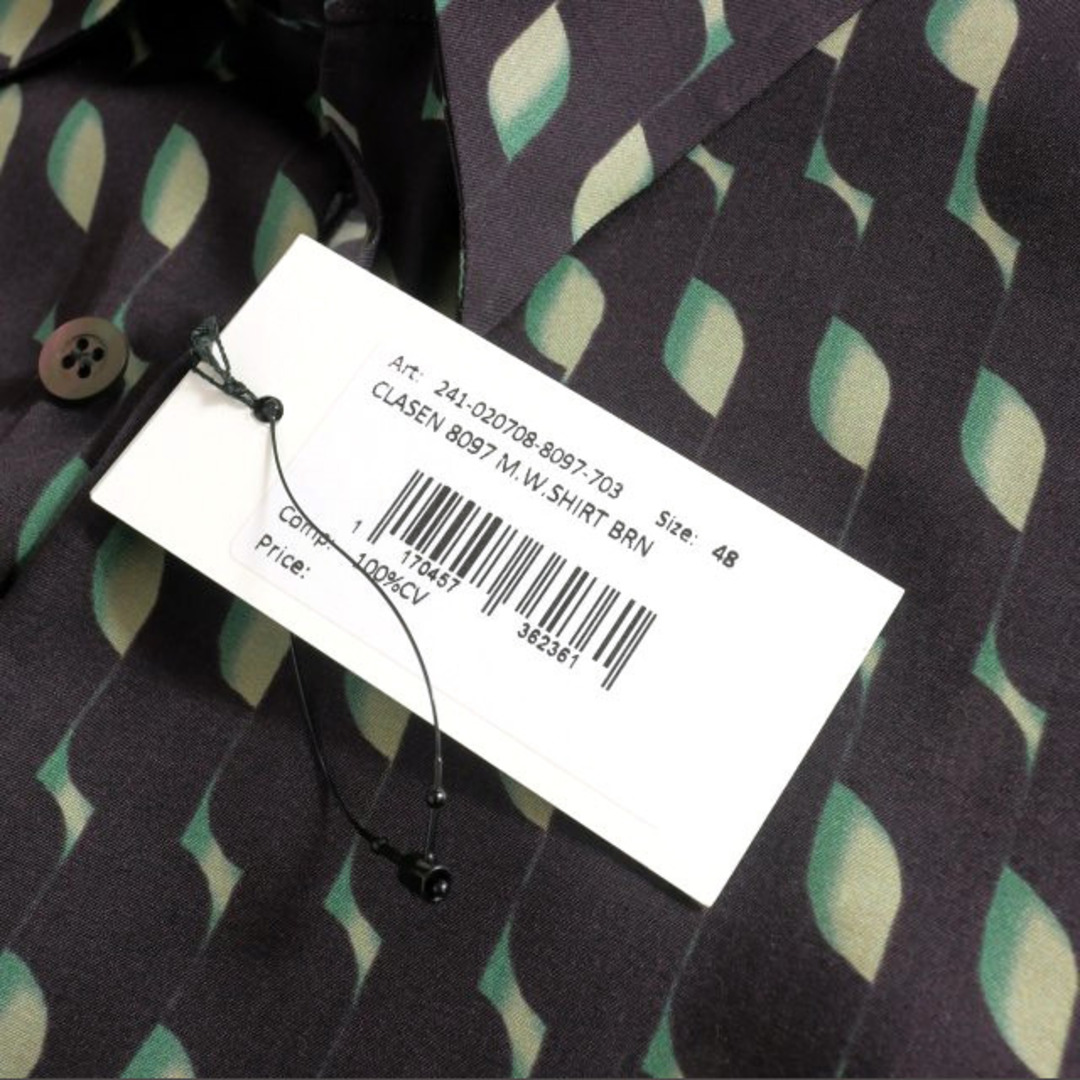 Art: 241-020708-8097-703
CLASEN 8097 M.W.SHIRT BRN
Size: 48
1 170457 362361
Comp: 100%CV
Price: